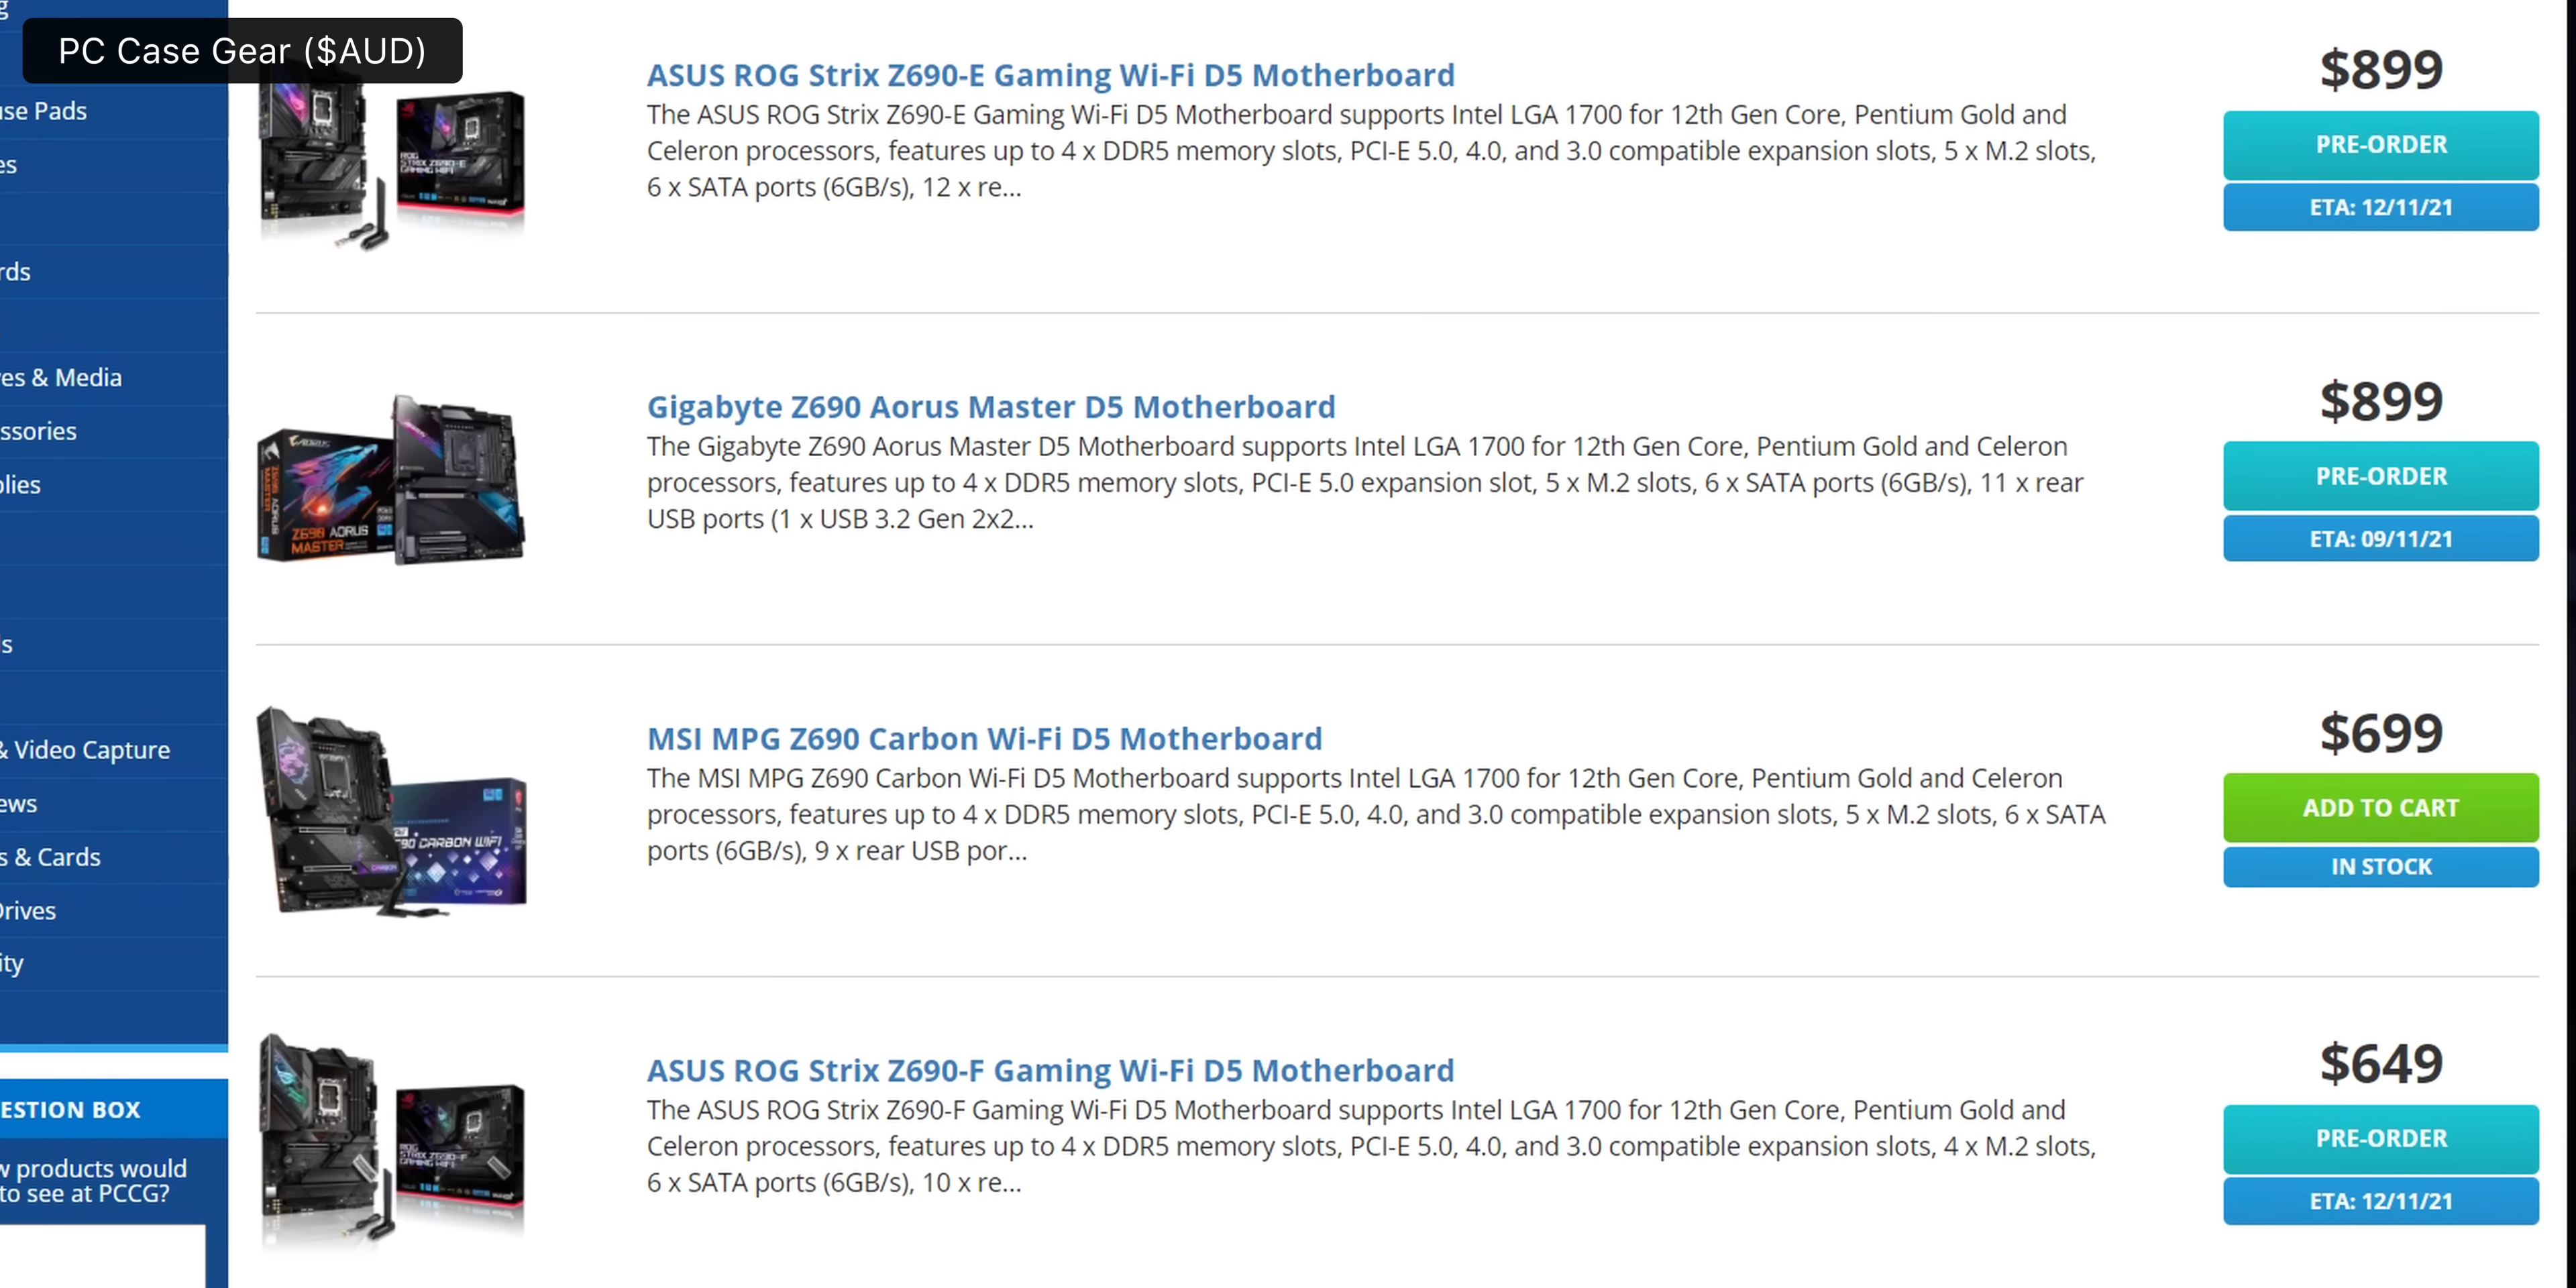 PC Case Gear ($AUD)
use Pads
es & Media
ssories
& Video Capture
ews
s & Cards
Drives
ity
ESTION BOX
products would
to see at PCCG?
ASUS ROG Strix Z690-E Gaming Wi-Fi D5 Motherboard
The ASUS ROG Strix Z690-E Gaming Wi-Fi D5 Motherboard supports Intel LGA 1700 for 12th Gen Core, Pentium Gold and
Celeron processors, features up to 4 x DDR5 memory slots, PCI-E 5.0, 4.0, and 3.0 compatible expansion slots, 5 x M.2 slots,
6 x SATA ports (6GB/s), 12 x re...
$899
PRE-ORDER
ETA: 12/11/21
Z690 AORUS
MASTER
Gigabyte Z690 Aorus Master D5 Motherboard
The Gigabyte Z690 Aorus Master D5 Motherboard supports Intel LGA 1700 for 12th Gen Core, Pentium Gold and Celeron
processors, features up to 4 x DDR5 memory slots, PCI-E 5.0 expansion slot, 5 x M.2 slots, 6 x SATA ports (6GB/s), 11 x rear
USB ports (1 x USB 3.2 Gen 2x2...
$899
PRE-ORDER
ETA: 09/11/21
CARBON WIFI
MSI MPG Z690 Carbon Wi-Fi D5 Motherboard
The MSI MPG Z690 Carbon Wi-Fi D5 Motherboard supports Intel LGA 1700 for 12th Gen Core, Pentium Gold and Celeron
processors, features up to 4 x DDR5 memory slots, PCI-E 5.0, 4.0, and 3.0 compatible expansion slots, 5 x M.2 slots, 6 x SATA
ports (6GB/s), 9 x rear USB por...
$699
ADD TO CART
IN STOCK
ROG
STRIX Z690-F
GAMING WIFI
ASUS ROG Strix Z690-F Gaming Wi-Fi D5 Motherboard
The ASUS ROG Strix Z690-F Gaming Wi-Fi D5 Motherboard supports Intel LGA 1700 for 12th Gen Core, Pentium Gold and
Celeron processors, features up to 4 x DDR5 memory slots, PCI-E 5.0, 4.0, and 3.0 compatible expansion slots, 4 x M.2 slots,
6 x SATA ports (6GB/s), 10 x re...
$649
PRE-ORDER
ETA: 12/11/21